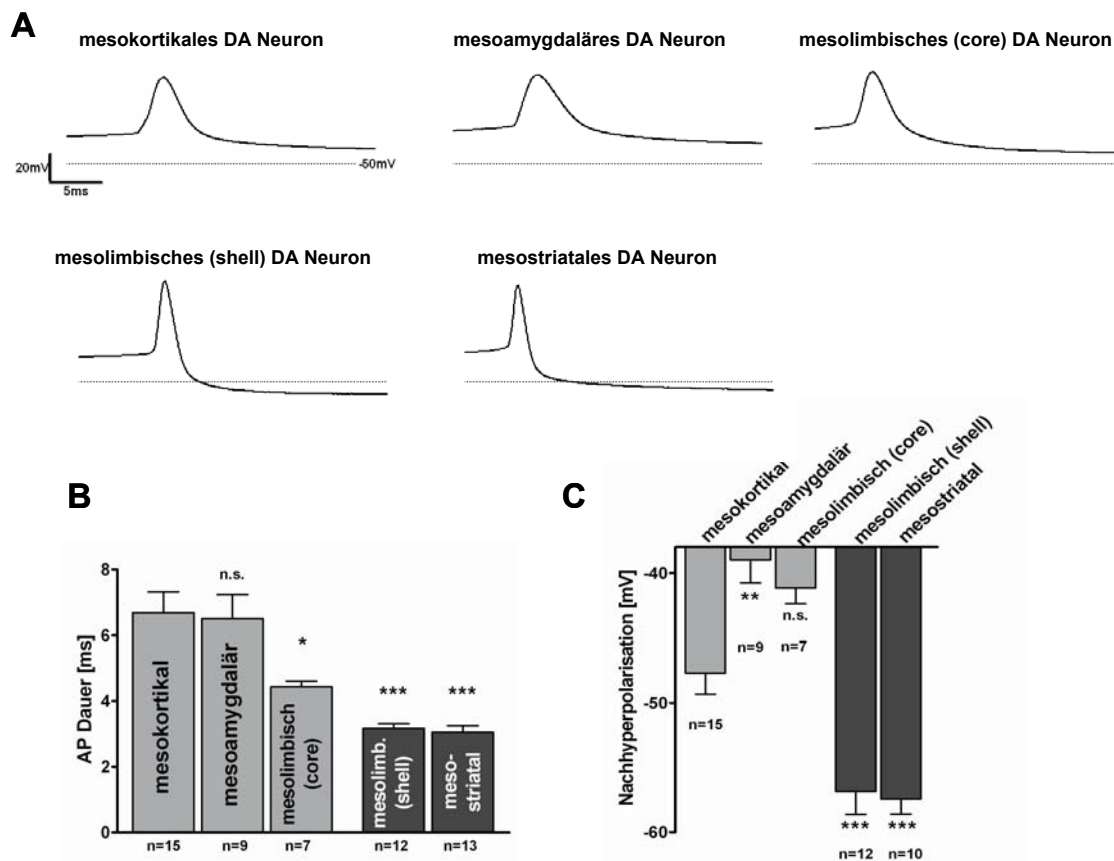 A
mesokortikales DA Neuron
mesoamygdaläres DA Neuron
mesolimbisches (core) DA Neuron
20mV
5ms
-50mV
mesolimbisches (shell) DA Neuron
mesostriatales DA Neuron
B
AP Dauer [ms]
8
6
4
2
0
n.s.
*
***
***
mesokortikal
mesoamygdalär
mesolimbisch
(core)
mesolimb.
(shell)
meso-
striatal
n=15
n=9
n=7
n=12
n=13
C
mesokortikal
mesoamygdalär
mesolimbisch (core)
mesolimbisch (shell)
mesostriatal
Nachhyperpolarisation [mV]
-40
-50
-60
**
n.s.
n=9
n=7
n=15
***
***
n=12
n=10